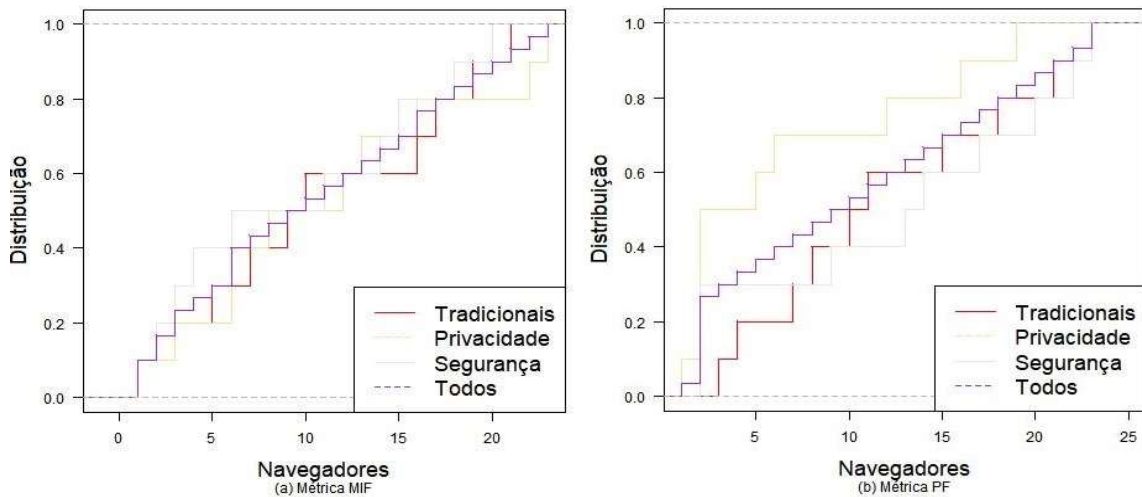 1.0
0.8
0.6
0.4
0.2
0.0
Distribuição
Tradicionais
Privacidade
Segurança
Todos
0 5 10 15 20
Navegadores
(a) Métrica MIF
1.0
0.8
0.6
0.4
0.2
0.0
Distribuição
Tradicionais
Privacidade
Segurança
Todos
5 10 15 20 25
Navegadores
(b) Métrica PF